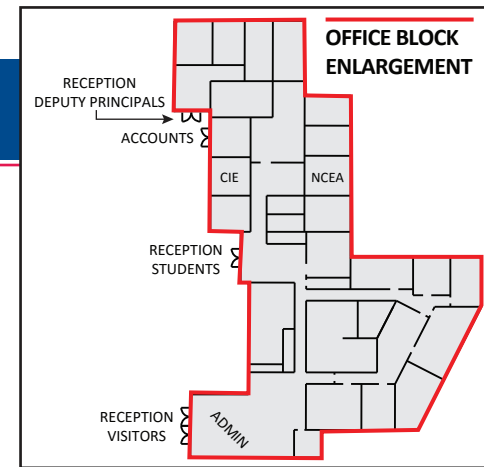 OFFICE BLOCK
ENLARGEMENT
RECEPTION
DEPUTY PRINCIPALS
ACCOUNTS
CIE
NCEA
RECEPTION
STUDENTS
RECEPTION
VISITORS
ADMIN